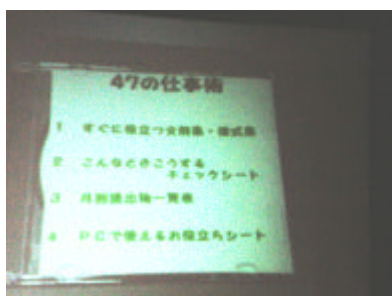 47の仕事術
1 すぐに役立つ文例集・様式集
2 こんなときこうする
チェックシート
3 月別提出物一覧表
4 PCで使えるお役立ちシート